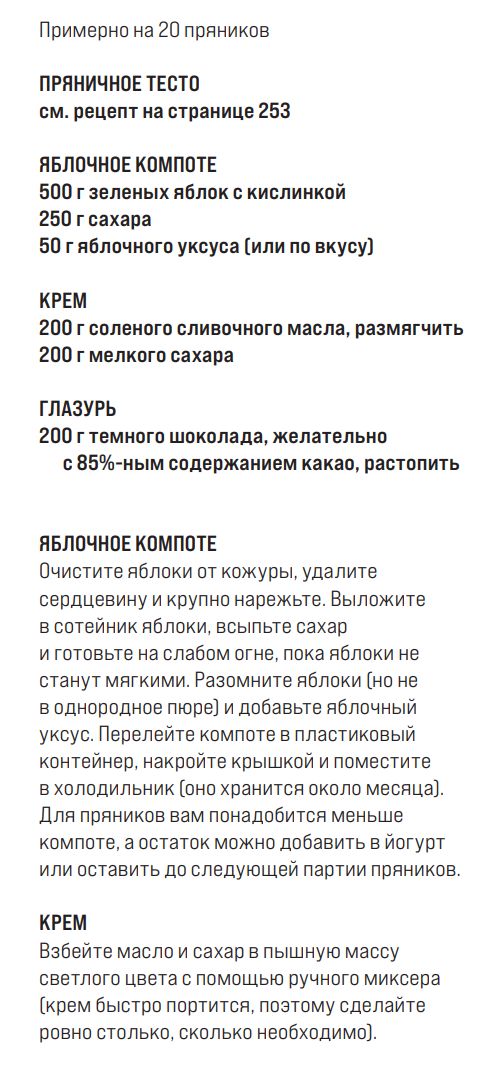 Примерно на 20 пряников
ПРЯНИЧНОЕ ТЕСТО
см. рецепт на странице 253
ЯБЛОЧНОЕ КОМПОТЕ
500 г зеленых яблок с кислинкой
250 г сахара
50 г яблочного уксуса (или по вкусу)
КРЕМ
200 г соленого сливочного масла, размягчить
200 г мелкого сахара
ГЛАЗУРЬ
200 г темного шоколада, желательно
с 85%-ным содержанием какао, растопить
ЯБЛОЧНОЕ КОМПОТЕ
Очистите яблоки от кожуры, удалите
сердцевину и крупно нарежьте. Выложите
в сотейник яблоки, всыпьте сахар
и готовьте на слабом огне, пока яблоки не
станут мягкими. Разомните яблоки (но не
в однородное пюре) и добавьте яблочный
уксус. Перелейте компоте в пластиковый
контейнер, накройте крышкой и поместите
в холодильник (оно хранится около месяца).
Для пряников вам понадобится меньше
компоте, а остаток можно добавить в йогурт
или оставить до следующей партии пряников.
КРЕМ
Взбейте масло и сахар в пышную массу
светлого цвета с помощью ручного миксера
(крем быстро портится, поэтому сделайте
ровно столько, сколько необходимо).